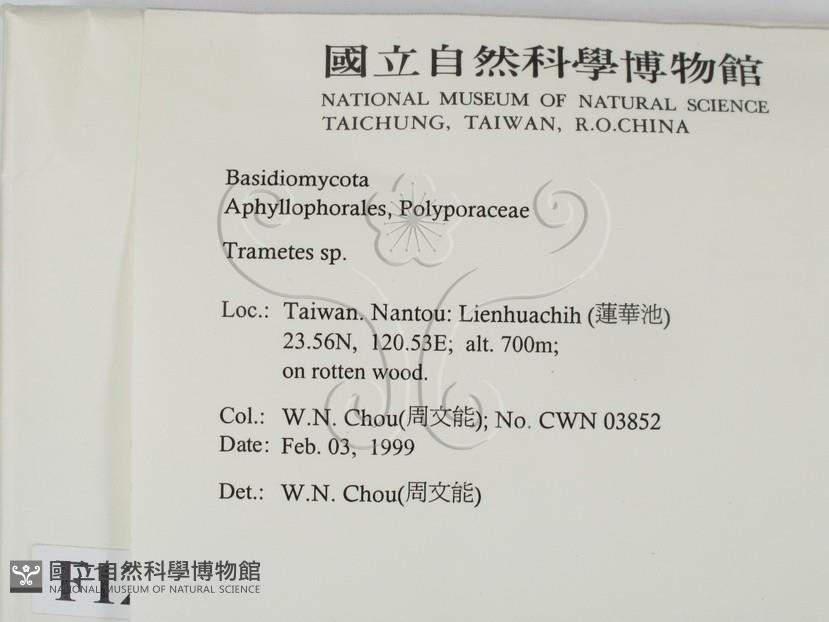 國立自然科學博物館
NATIONAL MUSEUM OF NATURAL SCIENCE
TAICHUNG, TAIWAN, R.O.CHINA
Basidiomycota
Aphyllophorales, Polyporaceae
Trametes sp.
Loc.: Taiwan. Nantou: Lienhuachih (蓮華池)
23.56N, 120.53E; alt. 700m;
on rotten wood.
Col.: W.N. Chou(周文能); No. CWN 03852
Date: Feb. 03, 1999
Det.: W.N. Chou(周文能)
國立自然科學博物館
NATIONAL MUSEUM OF NATURAL SCIENCE